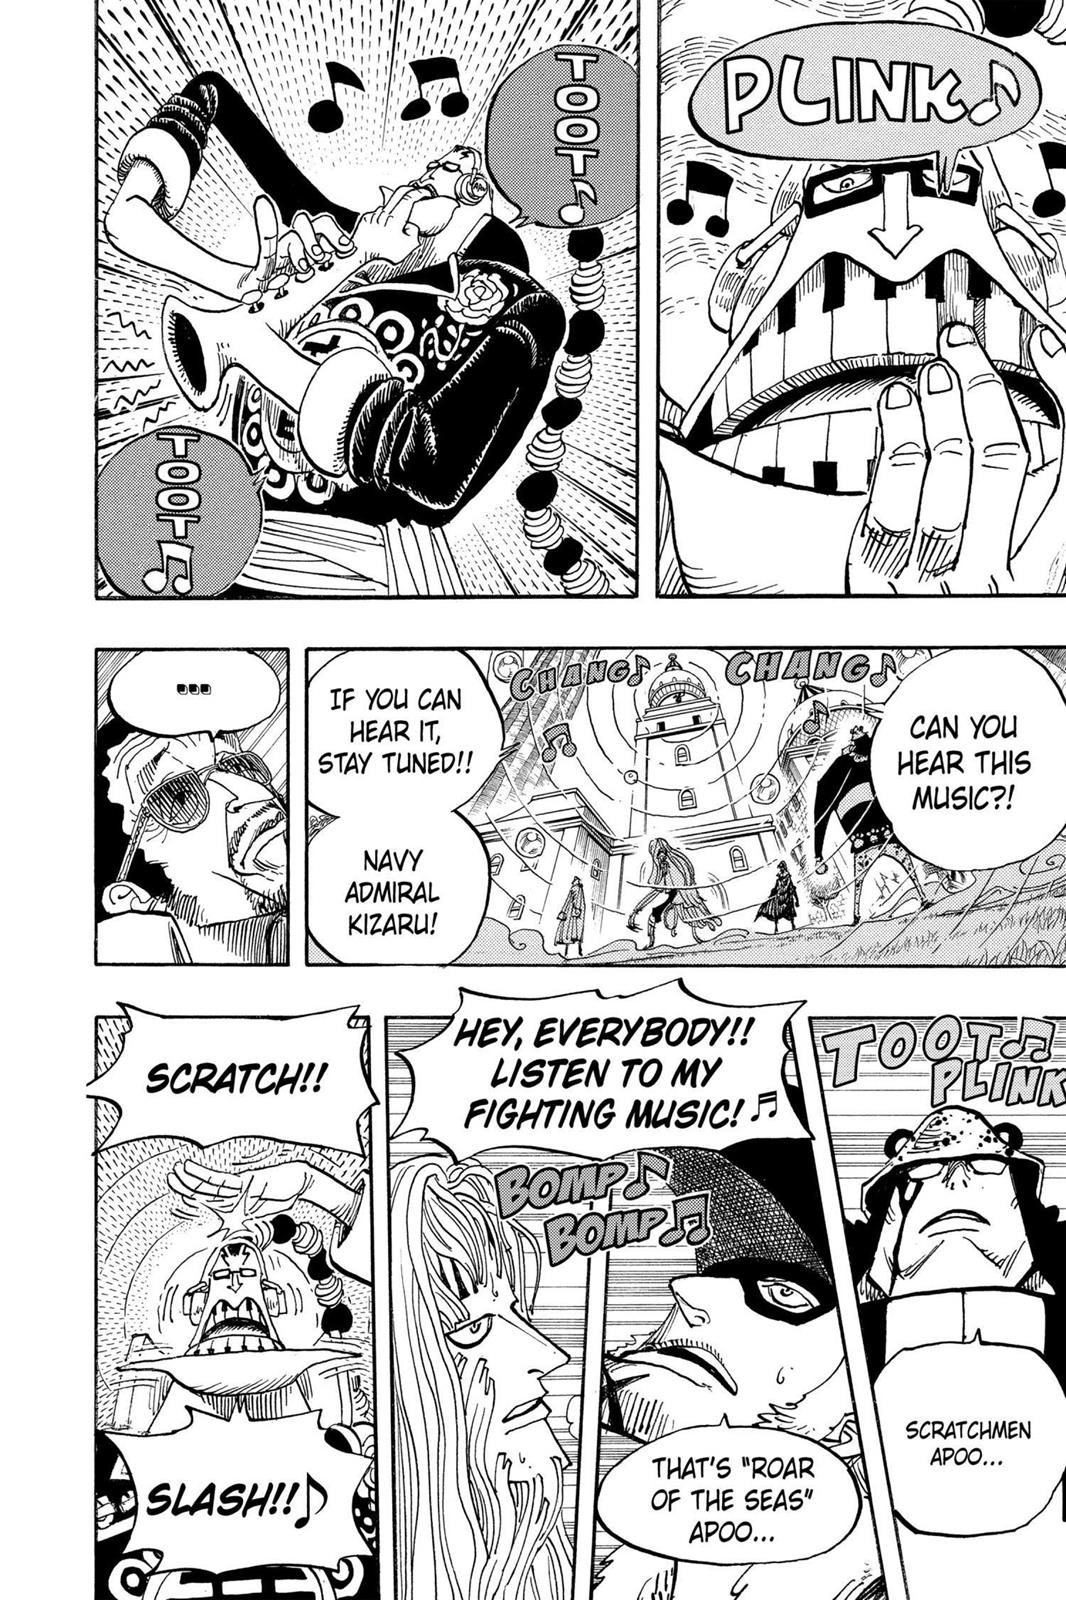 PLINK♪
TOOT♪
TOOT♫
CAN YOU
HEAR THIS
MUSIC?!
CHANG♪
CHANG♪
IF YOU CAN
HEAR IT,
STAY TUNED!!
NAVY
ADMIRAL
KIZARU!
...
TOOT♫
PLINK
SCRATCHMEN
APOO...
HEY, EVERYBODY!!
LISTEN TO MY
FIGHTING MUSIC!♫
BOMP♪
BOMP♫
THAT'S "ROAR
OF THE SEAS"
APOO...
SCRATCH!!
SLASH!!♪